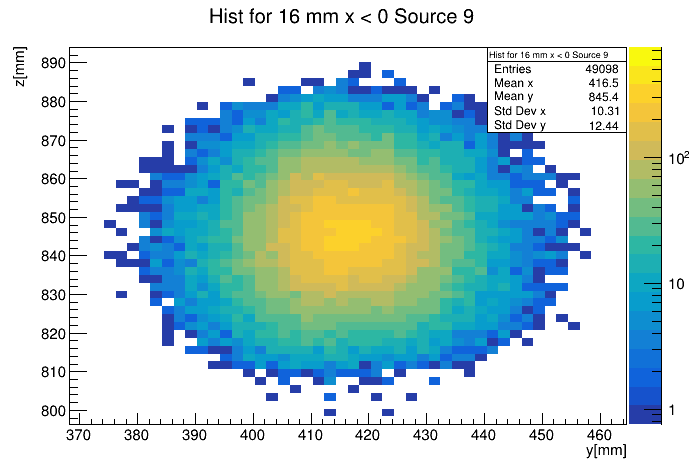 Hist for 16 mm x < 0 Source 9
z[mm]
Hist for 16 mm x < 0 Source 9
Entries 49098
Mean x 416.5
Mean y 845.4
Std Dev x 10.31
Std Dev y 12.44
890
880
870
860
850
840
830
820
810
800
10²
10
1
370 380 390 400 410 420 430 440 450 460
y[mm]